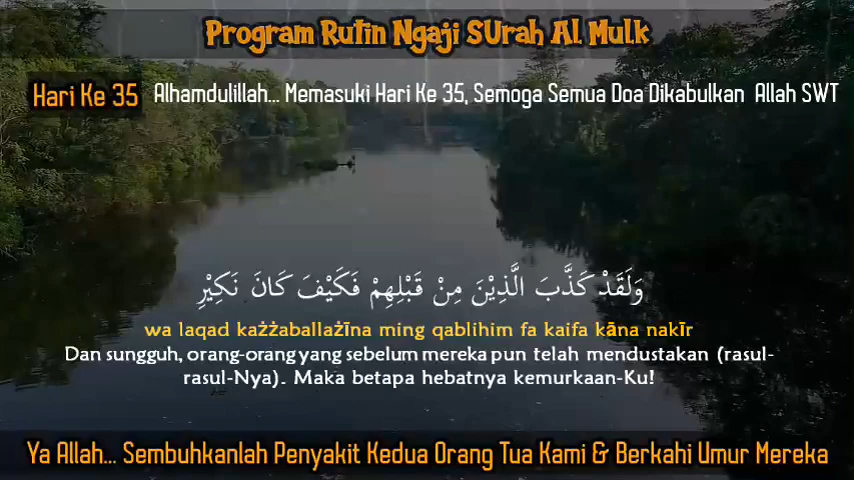 Program Rutin Ngaji SUrah AL Mulk
Hari Ke 35
Alhamdulillah... Memasuki Hari Ke 35, Semoga Semua Doa Dikabulkan Allah SWT
وَلَقَدْ كَذَّبَ الَّذِيْنَ مِنْ قَبْلِهِمْ فَكَيْفَ كَانَ نَكِيْرِ
wa laqad każżaballażīna ming qablihim fa kaifa kāna nakīr
Dan sungguh, orang-orang yang sebelum mereka pun telah mendustakan (rasul-
rasul-Nya). Maka betapa hebatnya kemurkaan-Ku!
Ya Allah... Sembuhkanlah Penyakit Kedua Orang Tua Kami & Berkahi Umur Mereka